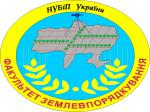 НУБіП України
ФАКУЛЬТЕТ ЗЕМЛЕВПОРЯДКУВАННЯ